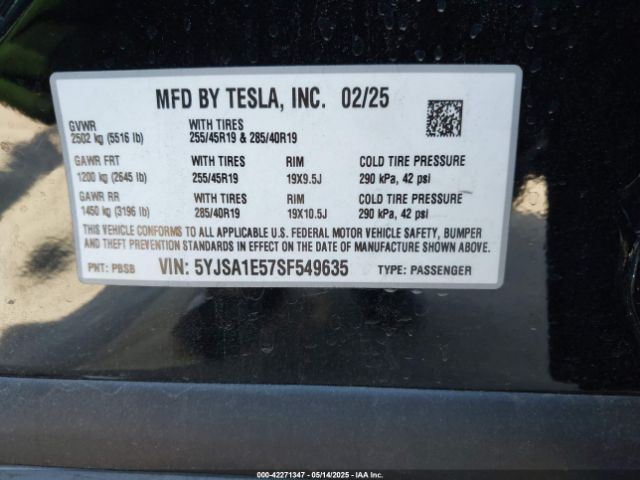 MFD BY TESLA, INC. 02/25
GVWR WITH TIRES
2502 kg (5516 lb) 255/45R19 & 285/40R19
GAWR FRT WITH TIRES RIM COLD TIRE PRESSURE
1200 kg (2645 lb) 255/45R19 19X9.5J 290 kPa, 42 psi
GAWR RR WITH TIRES RIM COLD TIRE PRESSURE
1450 kg (3196 lb) 285/40R19 19X10.5J 290 kPa, 42 psi
THIS VEHICLE CONFORMS TO ALL APPLICABLE U.S. FEDERAL MOTOR VEHICLE SAFETY, BUMPER
AND THEFT PREVENTION STANDARDS IN EFFECT ON THE DATE OF MANUFACTURE SHOWN ABOVE.
PNT: PBSB VIN: 5YJSA1E57SF549635 TYPE: PASSENGER
000-42271347 - 05/14/2025 - IAAI, Inc.